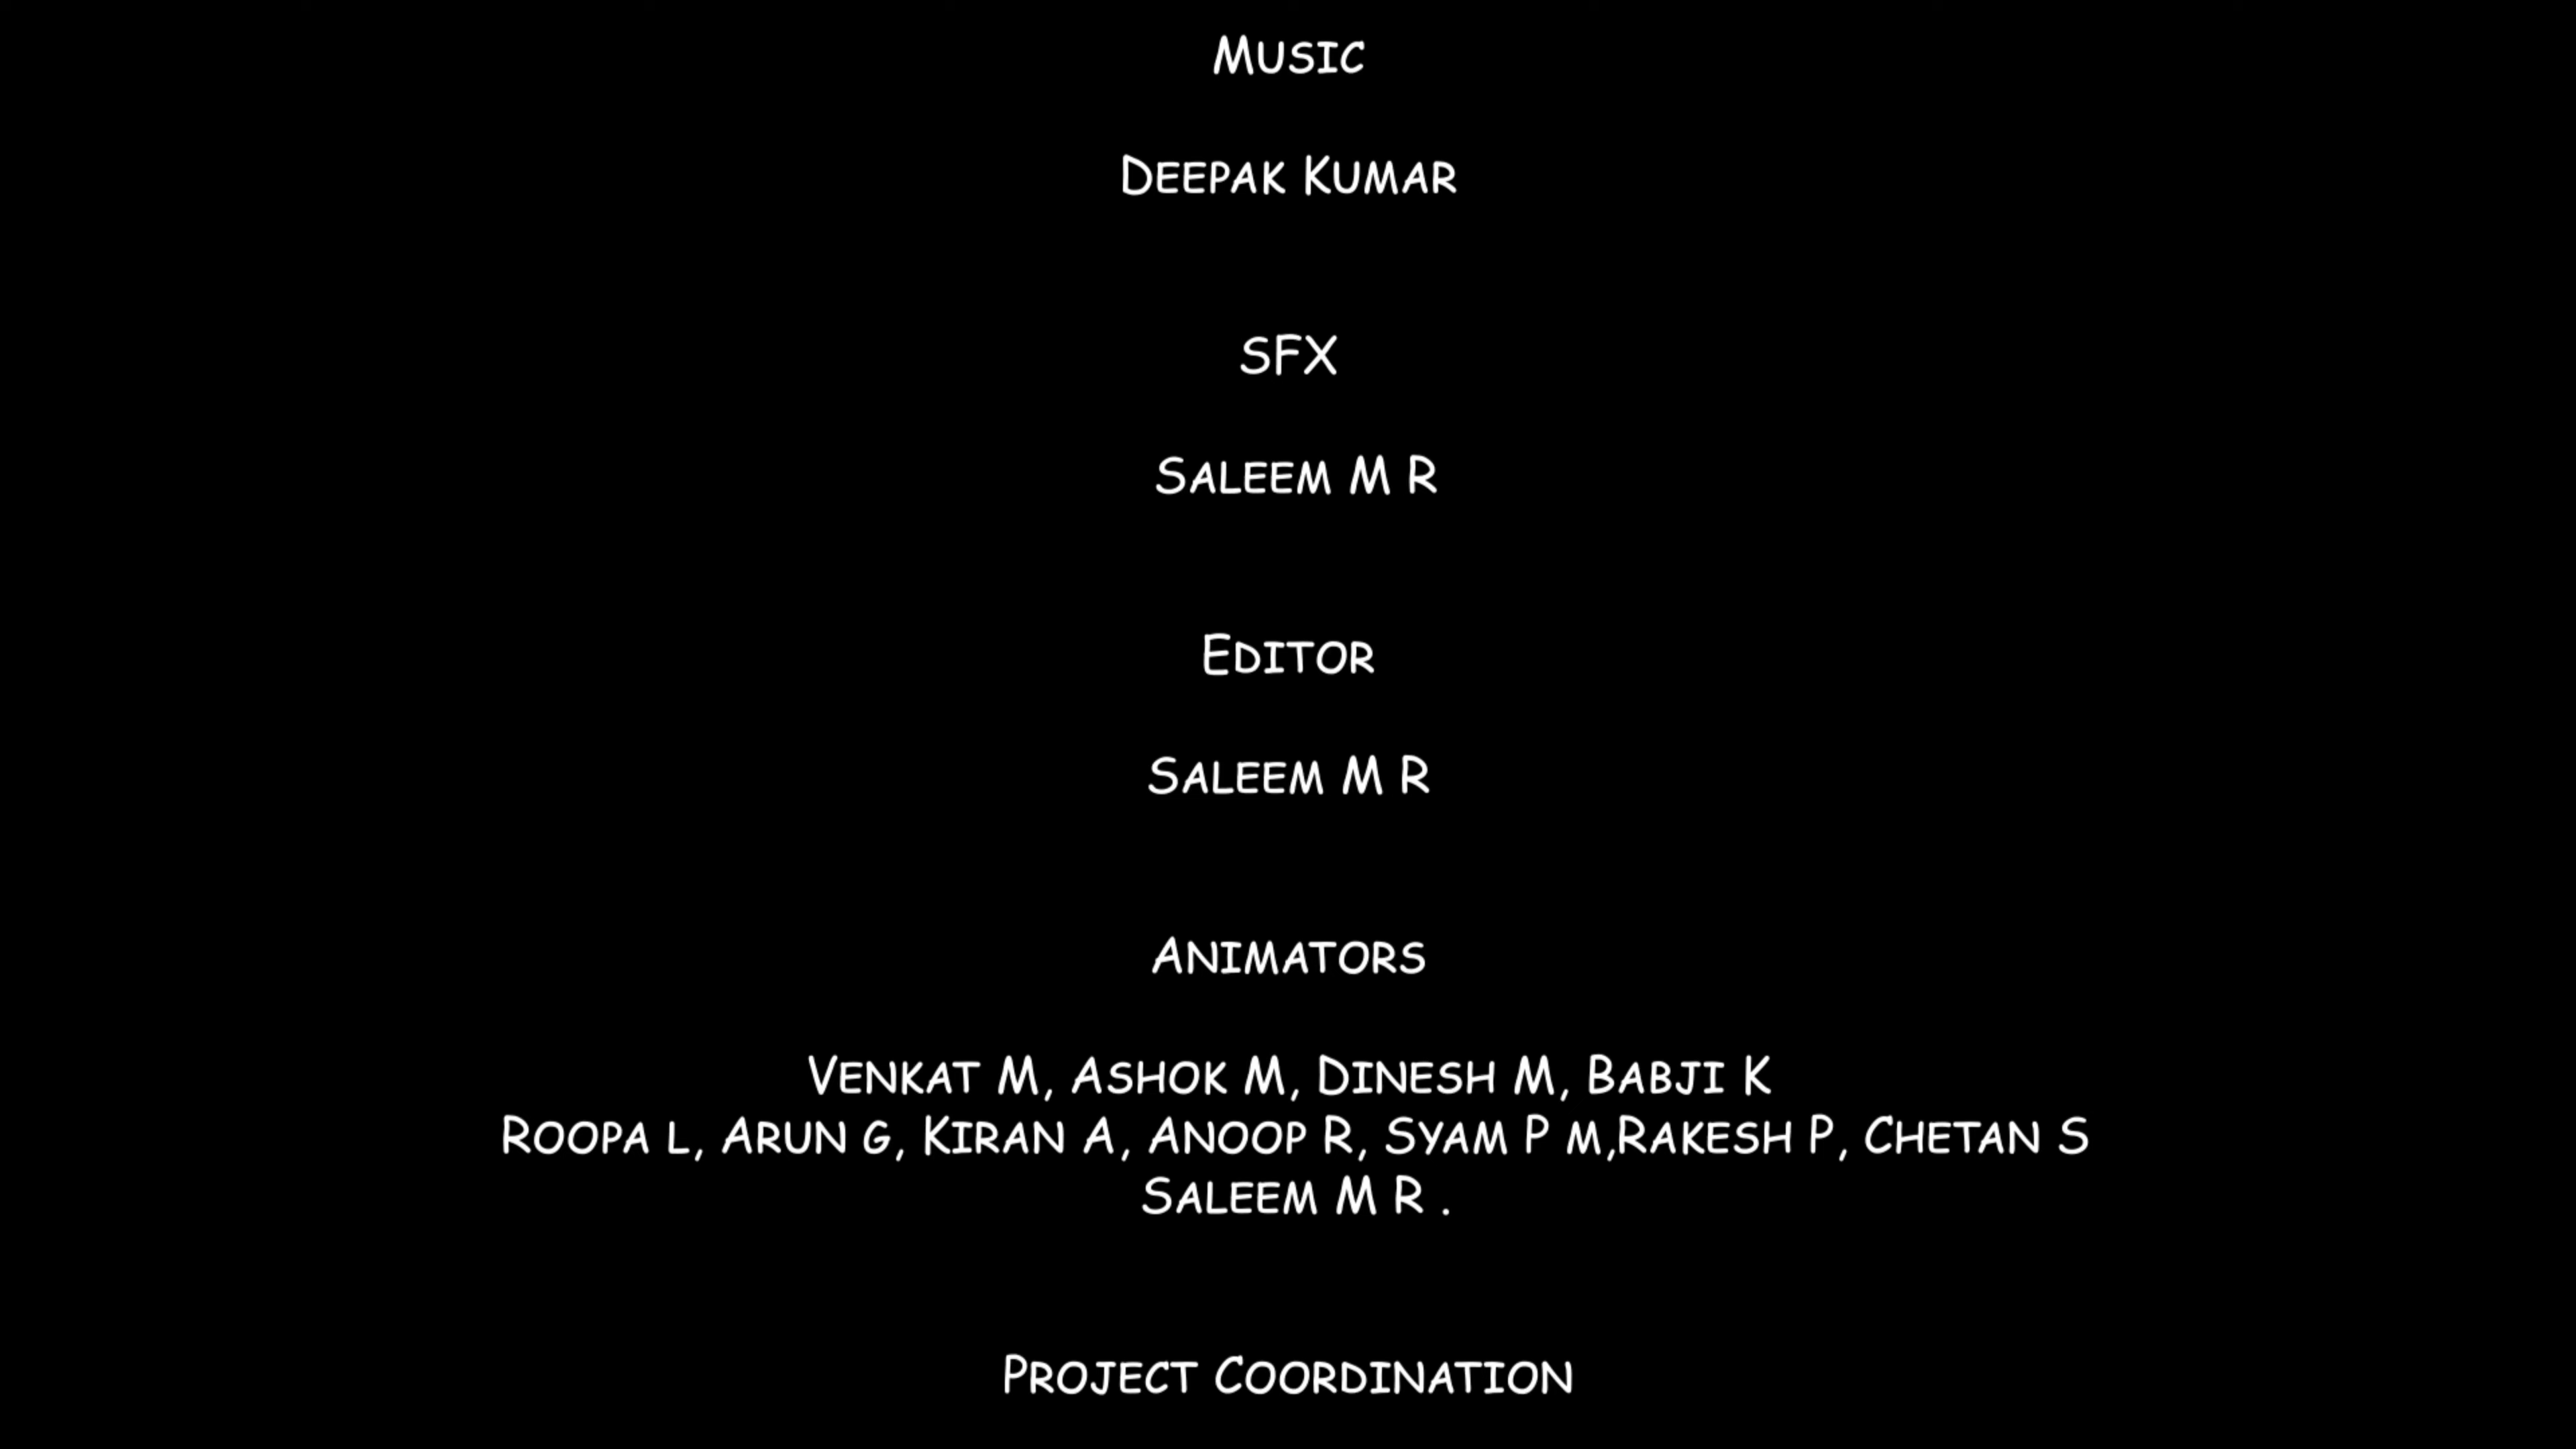 Music
Deepak Kumar
SFX
Saleem M R
Editor
Saleem M R
Animators
Venkat M, Ashok M, Dinesh M, Babji K
Roopa l, Arun g, Kiran A, Anoop R, Syam P m,Rakesh P, Chetan S
Saleem M R .
Project Coordination